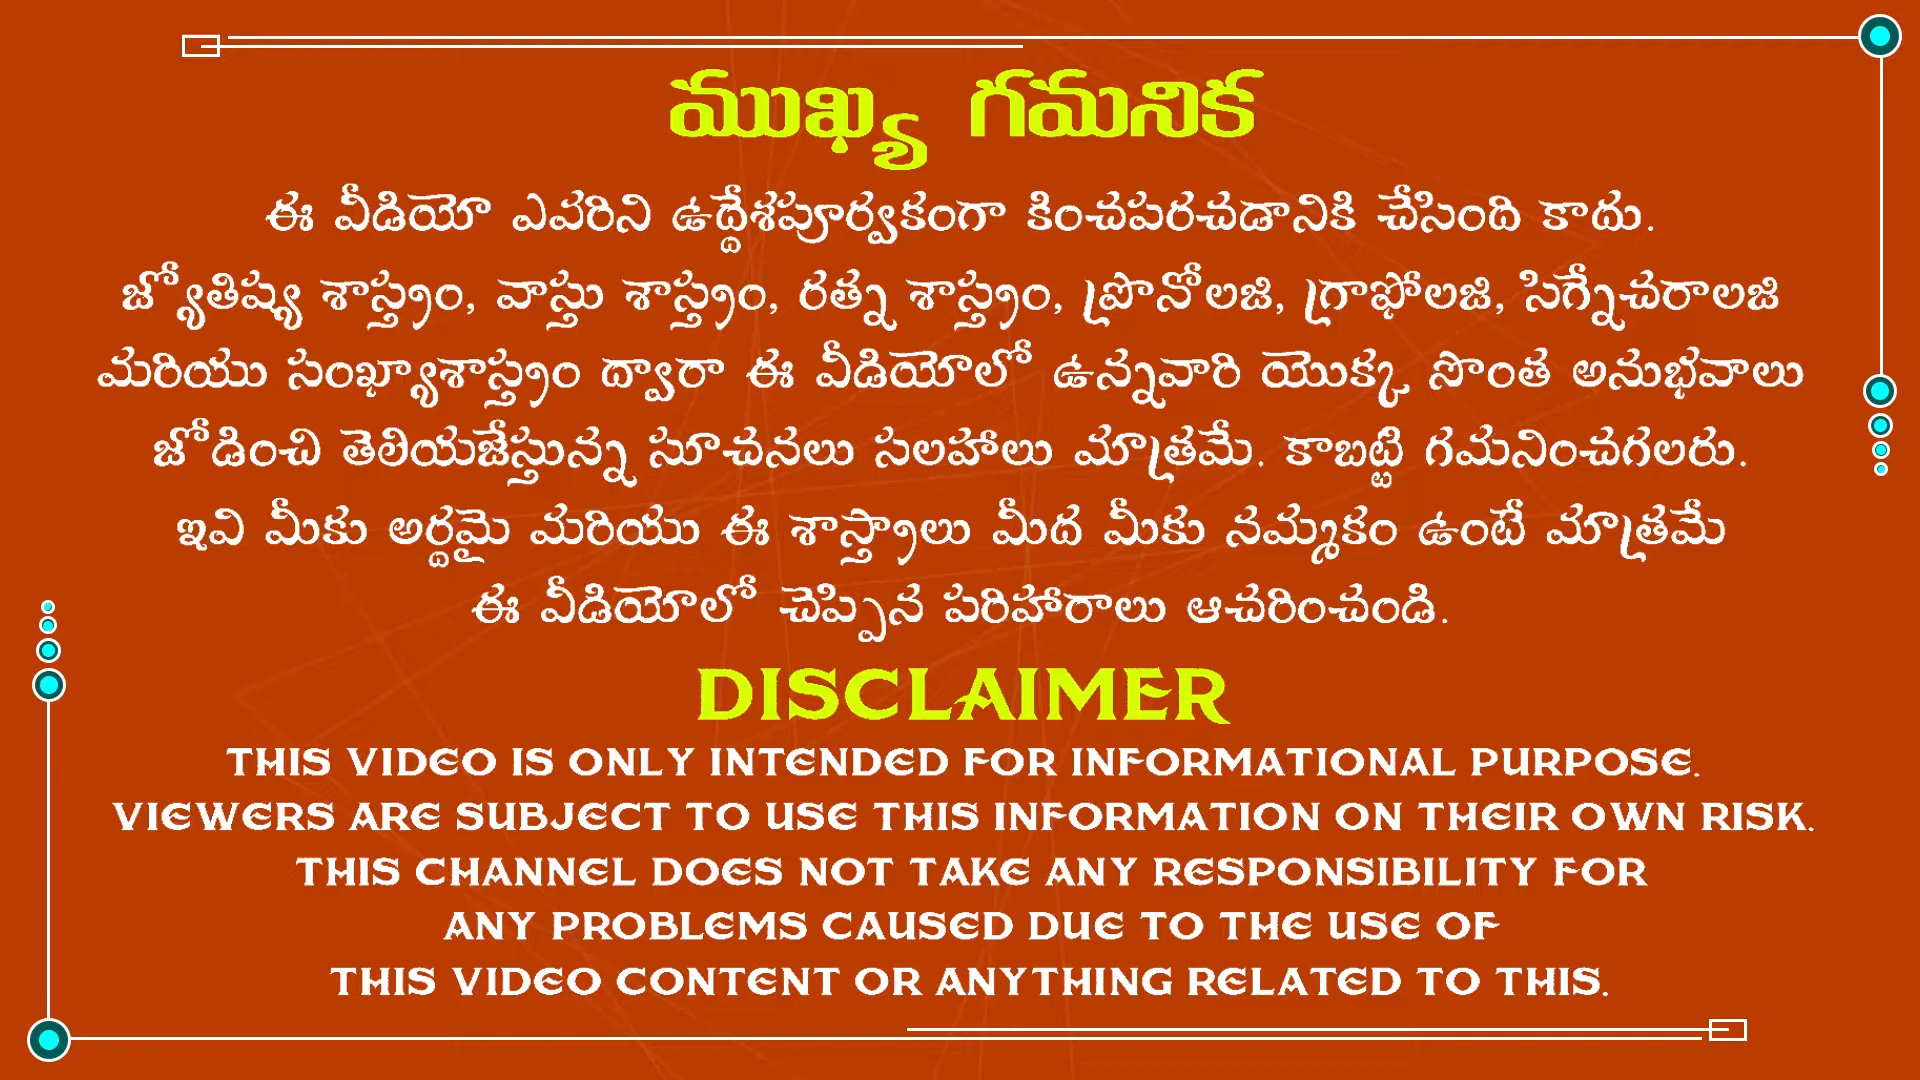 ముఖ్య గమనిక
ఈ వీడియో ఎవరిని ఉద్దేశపూర్వకంగా కించపరచడానికి చేసింది కాదు.
జ్యోతిష్య శాస్త్రం, వాస్తు శాస్త్రం, రత్న శాస్త్రం, ప్రొనోలజి, గ్రాఫోలజి, సిగ్నేచరాలజి
మరియు సంఖ్యాశాస్త్రం ద్వారా ఈ వీడియోలో ఉన్నవారి యొక్క సొంత అనుభవాలు
జోడించి తెలియజేస్తున్న సూచనలు సలహాలు మాత్రమే. కాబట్టి గమనించగలరు.
ఇవి మీకు అర్దమై మరియు ఈ శాస్త్రాలు మీద మీకు నమ్మకం ఉంటే మాత్రమే
ఈ వీడియోలో చెప్పిన పరిహారాలు ఆచరించండి.
DISCLAIMER
THIS VIDEO IS ONLY INTENDED FOR INFORMATIONAL PURPOSE.
VIEWERS ARE SUBJECT TO USE THIS INFORMATION ON THEIR OWN RISK.
THIS CHANNEL DOES NOT TAKE ANY RESPONSIBILITY FOR
ANY PROBLEMS CAUSED DUE TO THE USE OF
THIS VIDEO CONTENT OR ANYTHING RELATED TO THIS.